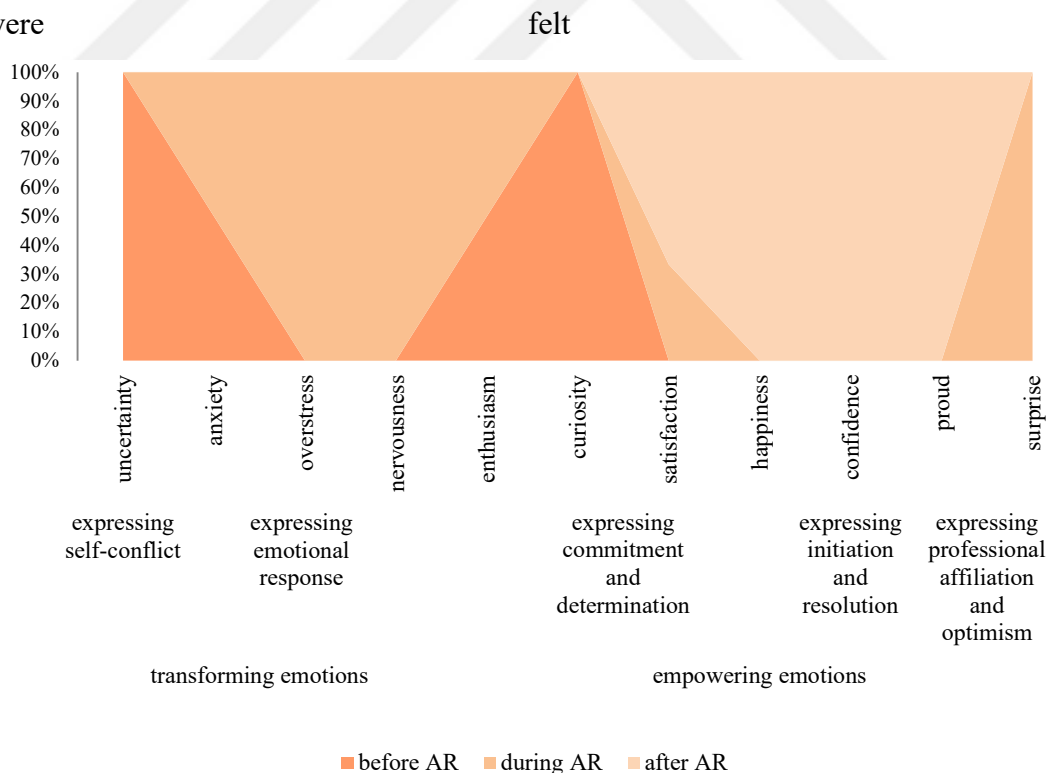 were felt
100%
90%
80%
70%
60%
50%
40%
30%
20%
10%
0%
uncertainty
anxiety
overstress
nervousness
enthusiasm
curiosity
satisfaction
happiness
confidence
proud
surprise
expressing
self-conflict
expressing
emotional
response
expressing
commitment
and
determination
expressing
initiation
and
resolution
expressing
professional
affiliation
and
optimism
transforming emotions
empowering emotions
before AR during AR after AR